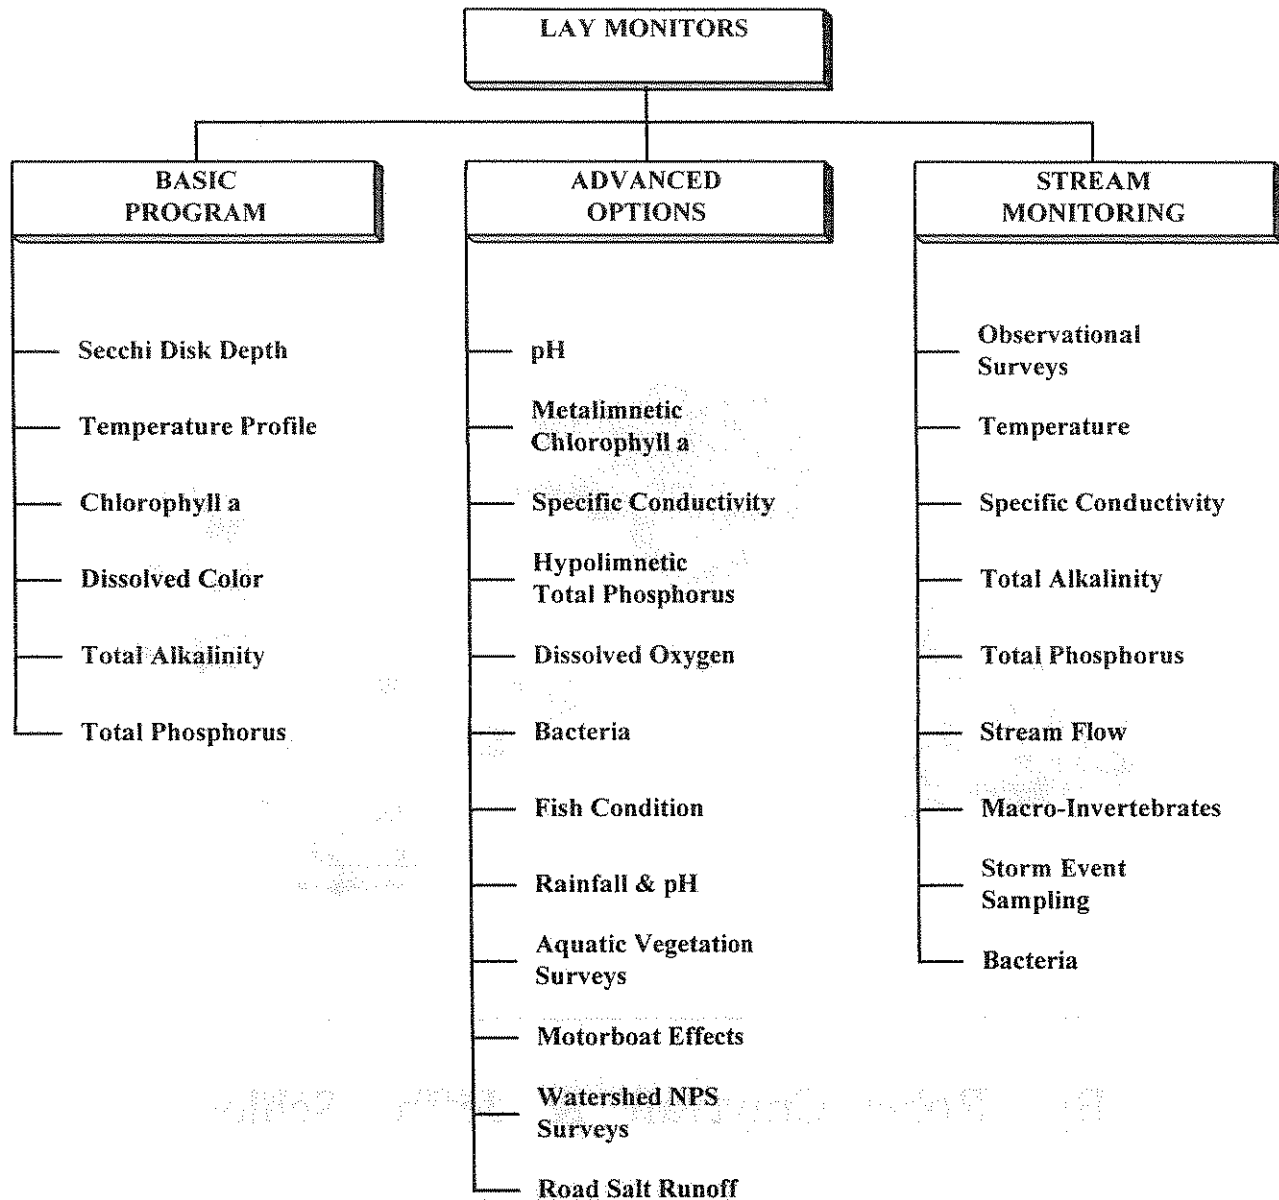 LAY MONITORS
BASIC
PROGRAM
Secchi Disk Depth
Temperature Profile
Chlorophyll a
Dissolved Color
Total Alkalinity
Total Phosphorus
ADVANCED
OPTIONS
pH
Metalimnetic
Chlorophyll a
Specific Conductivity
Hypolimnetic
Total Phosphorus
Dissolved Oxygen
Bacteria
Fish Condition
Rainfall & pH
Aquatic Vegetation
Surveys
Motorboat Effects
Watershed NPS
Surveys
Road Salt Runoff
STREAM
MONITORING
Observational
Surveys
Temperature
Specific Conductivity
Total Alkalinity
Total Phosphorus
Stream Flow
Macro-Invertebrates
Storm Event
Sampling
Bacteria